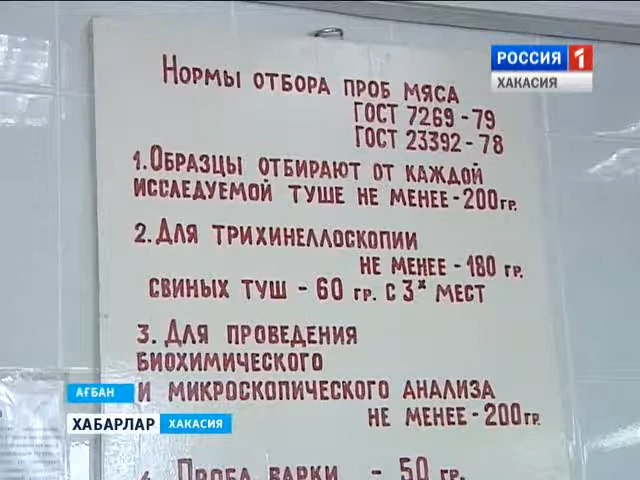 РОССИЯ 1
ХАКАСИЯ
НОРМЫ ОТБОРА ПРОБ МЯСА
ГОСТ 7269-79
ГОСТ 23392-78
1. ОБРАЗЦЫ ОТБИРАЮТ ОТ КАЖДОЙ
ИССЛЕДУЕМОЙ ТУШЕ НЕ МЕНЕЕ - 200 ГР.
2. ДЛЯ ТРИХИНЕЛЛОСКОПИИ
НЕ МЕНЕЕ - 180 ГР.
СВИНЫХ ТУШ - 60 ГР. С 3х МЕСТ
3. ДЛЯ ПРОВЕДЕНИЯ
БИОХИМИЧЕСКОГО
И МИКРОСКОПИЧЕСКОГО АНАЛИЗА
НЕ МЕНЕЕ - 200 ГР.
4. ПРОБА ВАРКИ - 50 ГР.
АҒБАН
ХАБАРЛАР ХАКАСИЯ